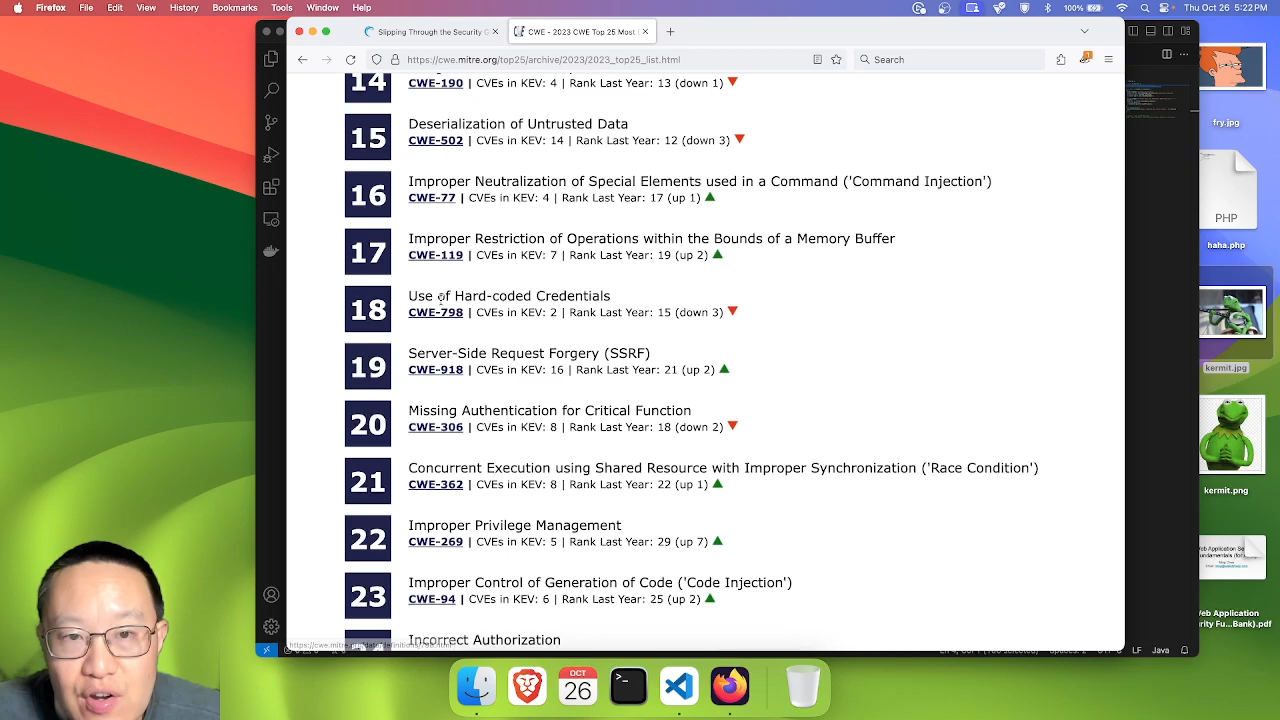 Firefox File Edit View History Bookmarks Tools Window Help
100%
Thu Oct 26
Slipping Through the Security G
CWE - 2023 CWE Top 25 Most
https://cwe.mitre.org/top25/archive/2023/2023_top25_list.html
Search
14
CWE-190 | CVEs in KEV: 4 | Rank Last Year: 13 (down 1)
15
Deserialization of Untrusted Data
CWE-502 | CVEs in KEV: 14 | Rank Last Year: 12 (down 3)
16
Improper Neutralization of Special Elements used in a Command ('Command Injection')
CWE-77 | CVEs in KEV: 4 | Rank Last Year: 17 (up 1)
17
Improper Restriction of Operations within the Bounds of a Memory Buffer
CWE-119 | CVEs in KEV: 7 | Rank Last Year: 19 (up 2)
18
Use of Hard-coded Credentials
CWE-798 | CVEs in KEV: 2 | Rank Last Year: 15 (down 3)
19
Server-Side Request Forgery (SSRF)
CWE-918 | CVEs in KEV: 16 | Rank Last Year: 21 (up 2)
20
Missing Authentication for Critical Function
CWE-306 | CVEs in KEV: 8 | Rank Last Year: 18 (down 2)
21
Concurrent Execution using Shared Resource with Improper Synchronization ('Race Condition')
CWE-362 | CVEs in KEV: 8 | Rank Last Year: 22 (up 1)
22
Improper Privilege Management
CWE-269 | CVEs in KEV: 5 | Rank Last Year: 29 (up 7)
23
Improper Control of Generation of Code ('Code Injection')
CWE-94 | CVEs in KEV: 6 | Rank Last Year: 25 (up 2)
Incorrect Authorization
LF Java
fry.jpg
PHP
haha.php
kermit.jpg
kermit.png
Web Application
rity Fu...Bank).pdf
OCT
26